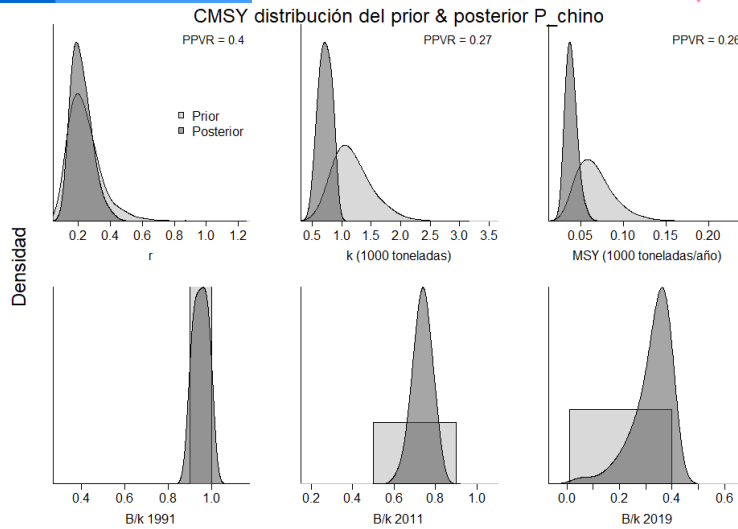 CMSY distribución del prior & posterior P_chino
PPVR = 0.4
Prior
Posterior
0.2 0.4 0.6 0.8 1.0 1.2
r
PPVR = 0.27
0.5 1.0 1.5 2.0 2.5 3.0 3.5
k (1000 toneladas)
PPVR = 0.26
0.05 0.10 0.15 0.20
MSY (1000 toneladas/año)
Densidad
0.4 0.6 0.8 1.0
B/k 1991
0.2 0.4 0.6 0.8 1.0
B/k 2011
0.0 0.2 0.4 0.6
B/k 2019